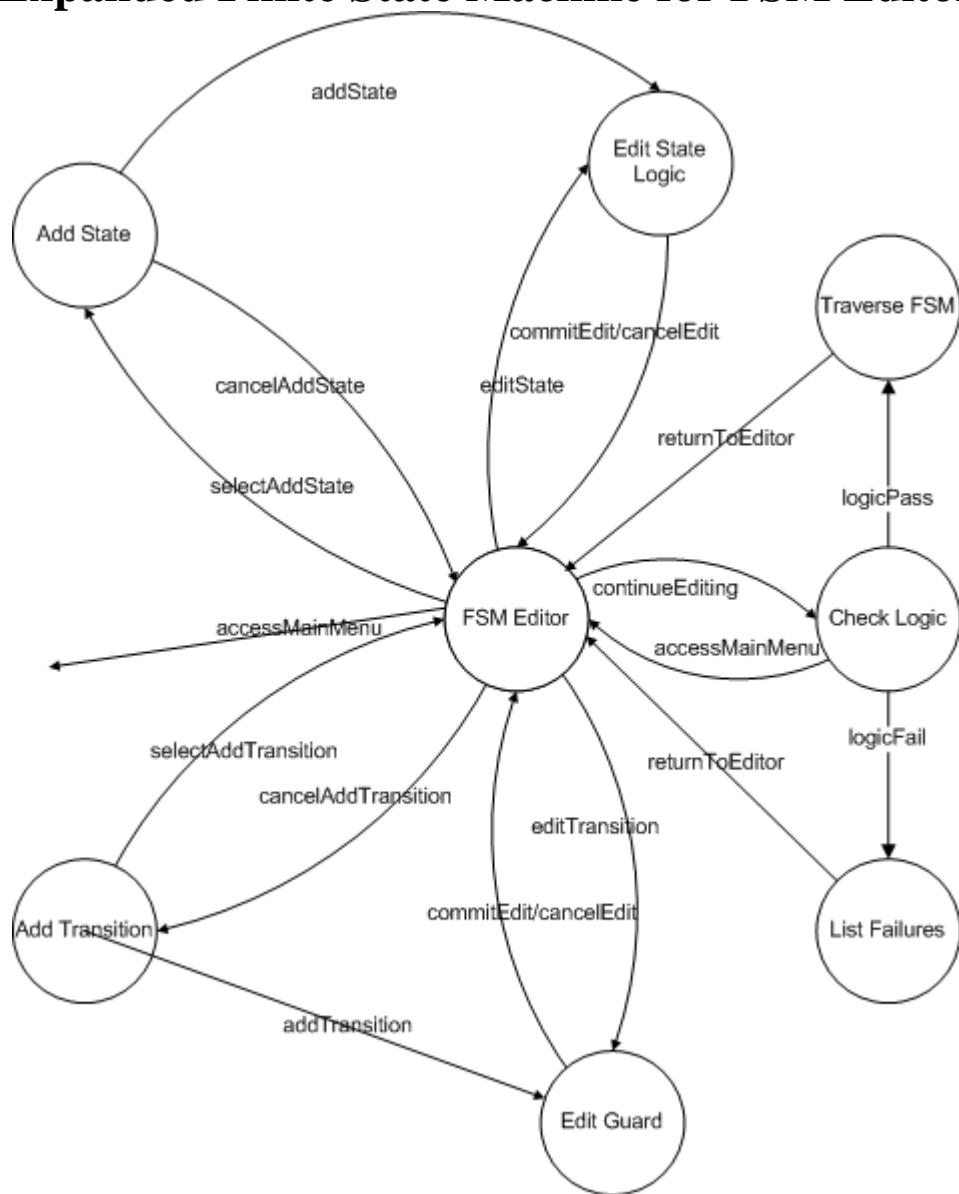 Expanded Finite State Machine for FSM Editor
addState
Edit State
Logic
Add State
Traverse FSM
commitEdit/cancelEdit
cancelAddState
editState
returnToEditor
selectAddState
logicPass
continueEditing
FSM Editor
Check Logic
accessMainMenu
accessMainMenu
logicFail
selectAddTransition
returnToEditor
cancelAddTransition
editTransition
commitEdit/cancelEdit
Add Transition
List Failures
addTransition
Edit Guard